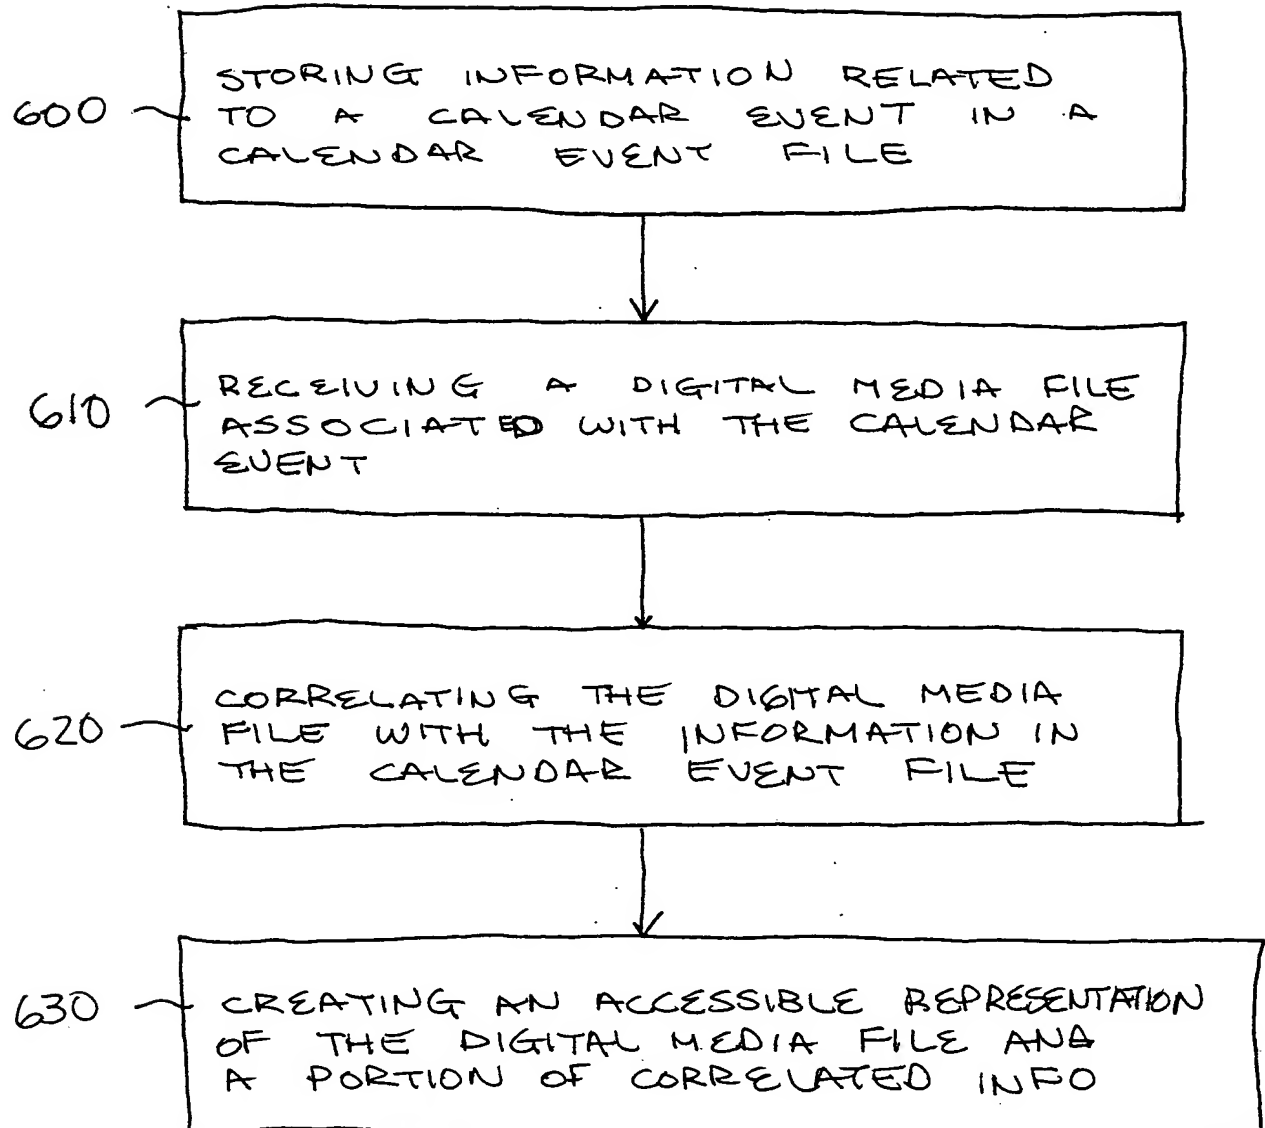 600
STORING INFORMATION RELATED
TO A CALENDAR EVENT IN A
CALENDAR EVENT FILE
610
RECEIVING A DIGITAL MEDIA FILE
ASSOCIATED WITH THE CALENDAR
EVENT
620
CORRELATING THE DIGITAL MEDIA
FILE WITH THE INFORMATION IN
THE CALENDAR EVENT FILE
630
CREATING AN ACCESSIBLE REPRESENTATION
OF THE DIGITAL MEDIA FILE AND
A PORTION OF CORRELATED INFO